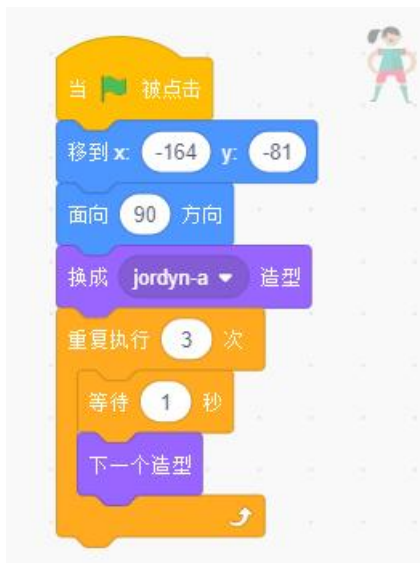 当 被点击
移到 x: -164 y: -81
面向 90 方向
换成 jordyn-a 造型
重复执行 3 次
等待 1 秒
下一个造型